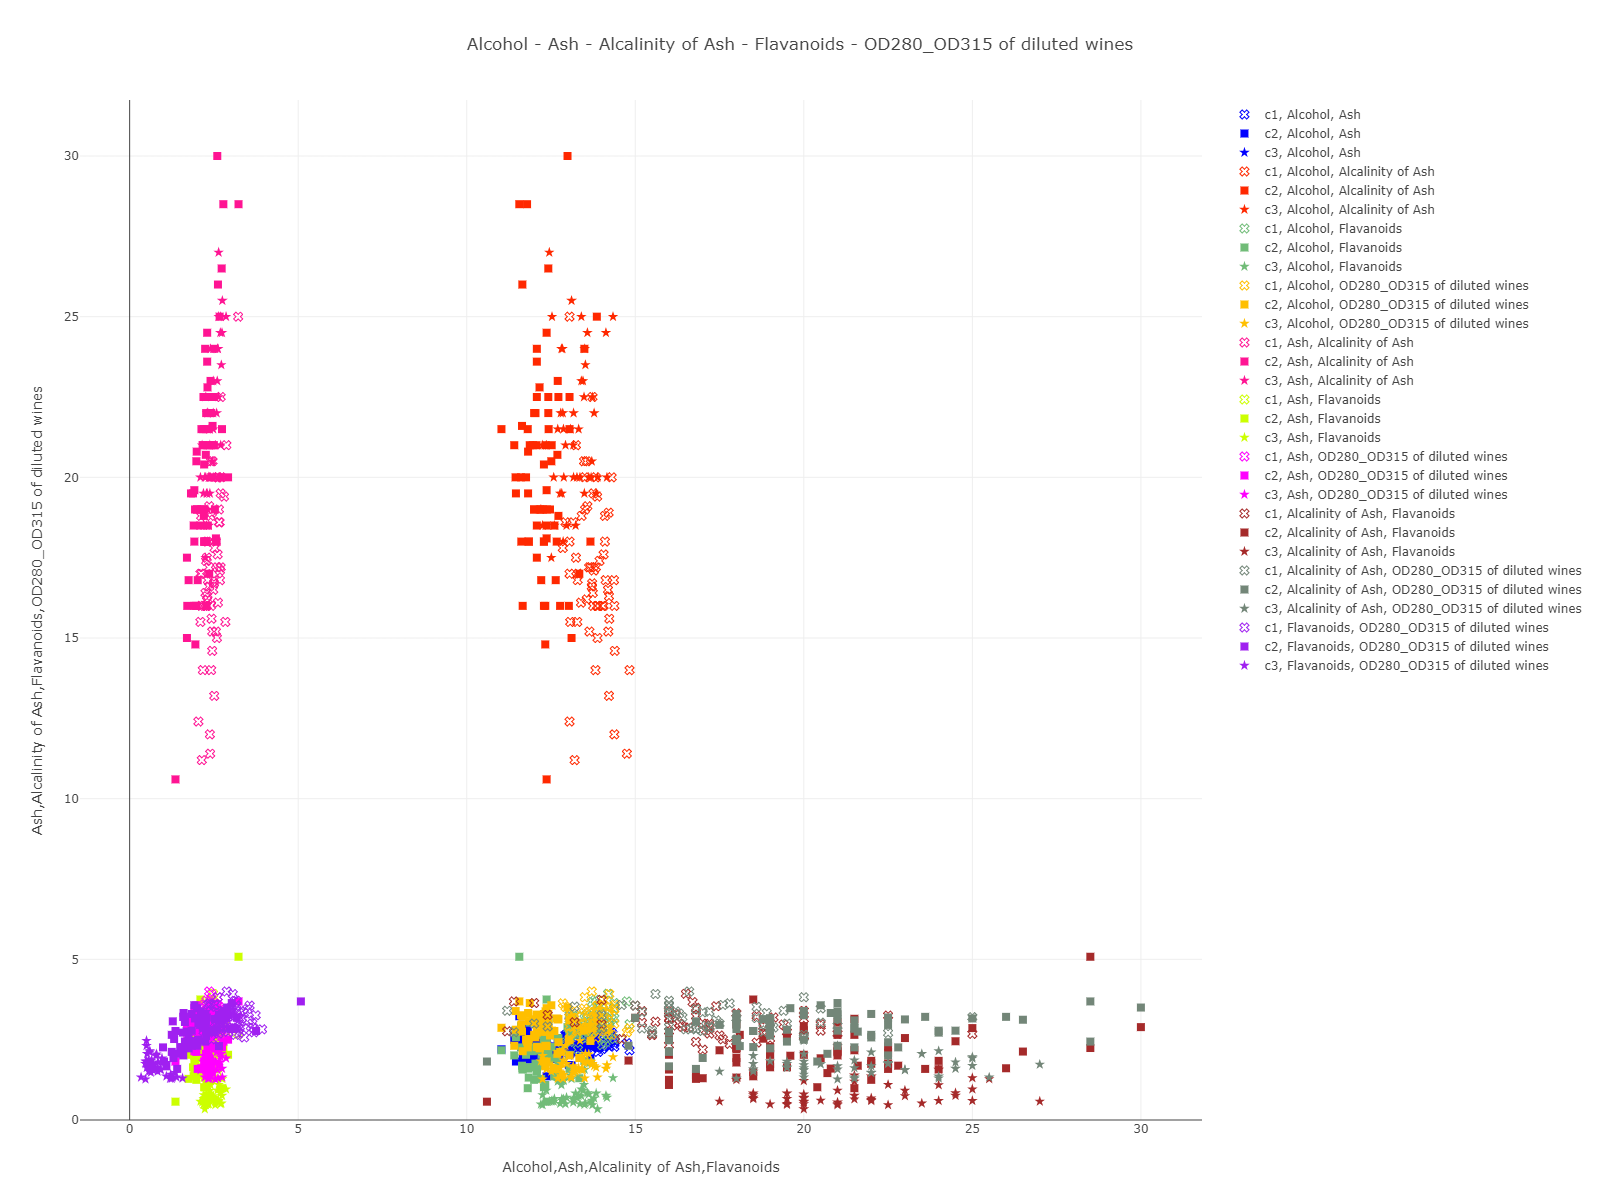 Alcohol - Ash - Alcalinity of Ash - Flavanoids - OD280_OD315 of diluted wines
Ash,Alcalinity of Ash,Flavanoids,OD280_OD315 of diluted wines
30
25
20
15
10
5
0
0 5 10 15 20 25 30
Alcohol,Ash,Alcalinity of Ash,Flavanoids
c1, Alcohol, Ash
c2, Alcohol, Ash
c3, Alcohol, Ash
c1, Alcohol, Alcalinity of Ash
c2, Alcohol, Alcalinity of Ash
c3, Alcohol, Alcalinity of Ash
c1, Alcohol, Flavanoids
c2, Alcohol, Flavanoids
c3, Alcohol, Flavanoids
c1, Alcohol, OD280_OD315 of diluted wines
c2, Alcohol, OD280_OD315 of diluted wines
c3, Alcohol, OD280_OD315 of diluted wines
c1, Ash, Alcalinity of Ash
c2, Ash, Alcalinity of Ash
c3, Ash, Alcalinity of Ash
c1, Ash, Flavanoids
c2, Ash, Flavanoids
c3, Ash, Flavanoids
c1, Ash, OD280_OD315 of diluted wines
c2, Ash, OD280_OD315 of diluted wines
c3, Ash, OD280_OD315 of diluted wines
c1, Alcalinity of Ash, Flavanoids
c2, Alcalinity of Ash, Flavanoids
c3, Alcalinity of Ash, Flavanoids
c1, Alcalinity of Ash, OD280_OD315 of diluted wines
c2, Alcalinity of Ash, OD280_OD315 of diluted wines
c3, Alcalinity of Ash, OD280_OD315 of diluted wines
c1, Flavanoids, OD280_OD315 of diluted wines
c2, Flavanoids, OD280_OD315 of diluted wines
c3, Flavanoids, OD280_OD315 of diluted wines